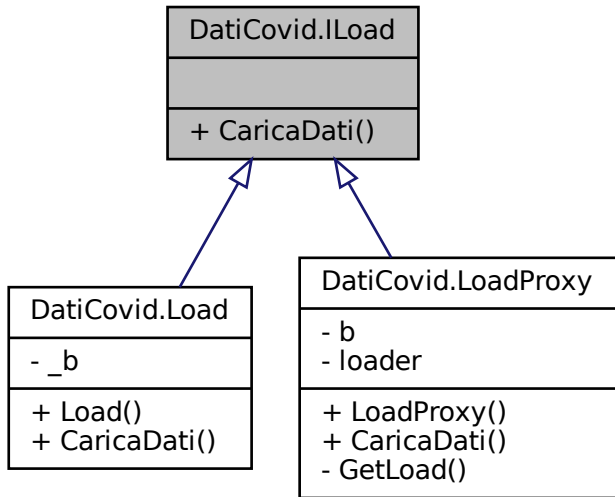 DatiCovid.ILoad
+ CaricaDati()
DatiCovid.Load
- _b
+ Load()
+ CaricaDati()
DatiCovid.LoadProxy
- b
- loader
+ LoadProxy()
+ CaricaDati()
- GetLoad()